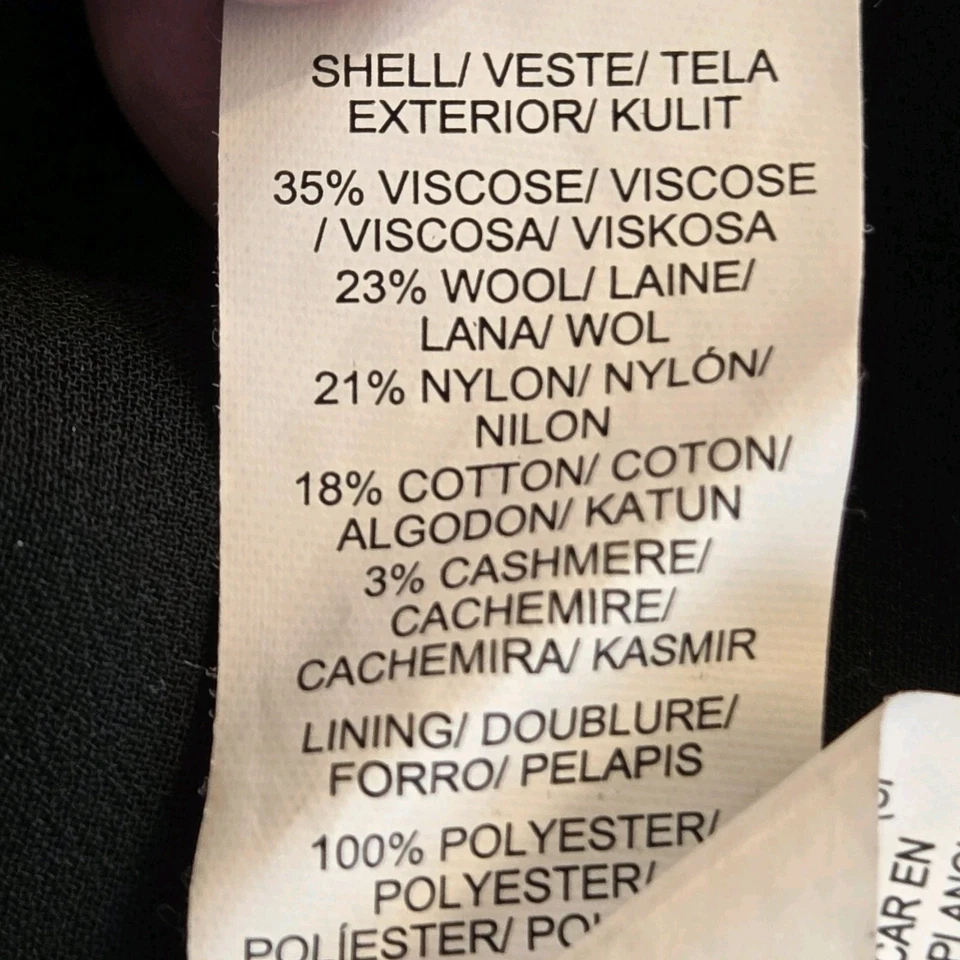 SHELL/ VESTE/ TELA
EXTERIOR/ KULIT
35% VISCOSE/ VISCOSE
/ VISCOSA/ VISKOSA
23% WOOL/ LAINE/
LANA/ WOL
21% NYLON/ NYLÓN/
NILON
18% COTTON/ COTON/
ALGODON/ KATUN
3% CASHMERE/
CACHEMIRE/
CACHEMIRA/ KASMIR
LINING/ DOUBLURE/
FORRO/ PELAPIS
100% POLYESTER/
POLYESTER/
POLÍESTER/
EN